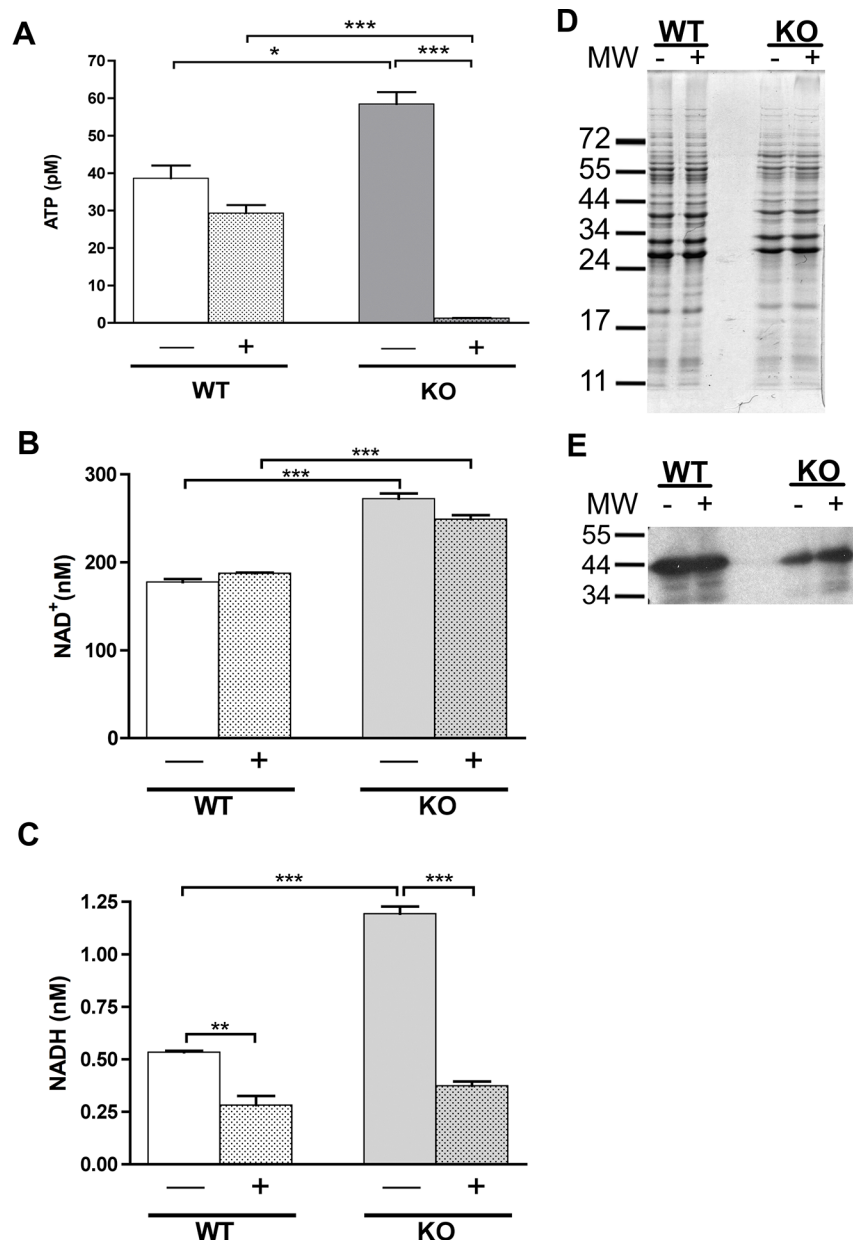 A
***
* ***
70
60
50
40
30
20
10
0
ATP (pM)
— + — +
WT KO
B
***
***
300
200
100
0
NAD+ (nM)
— + — +
WT KO
C
*** ***
**
1.25
1.00
0.75
0.50
0.25
0.00
NADH (nM)
— + — +
WT KO
D
WT KO
MW - + - +
72
55
44
34
24
17
11
E
WT KO
MW - + - +
55
44
34